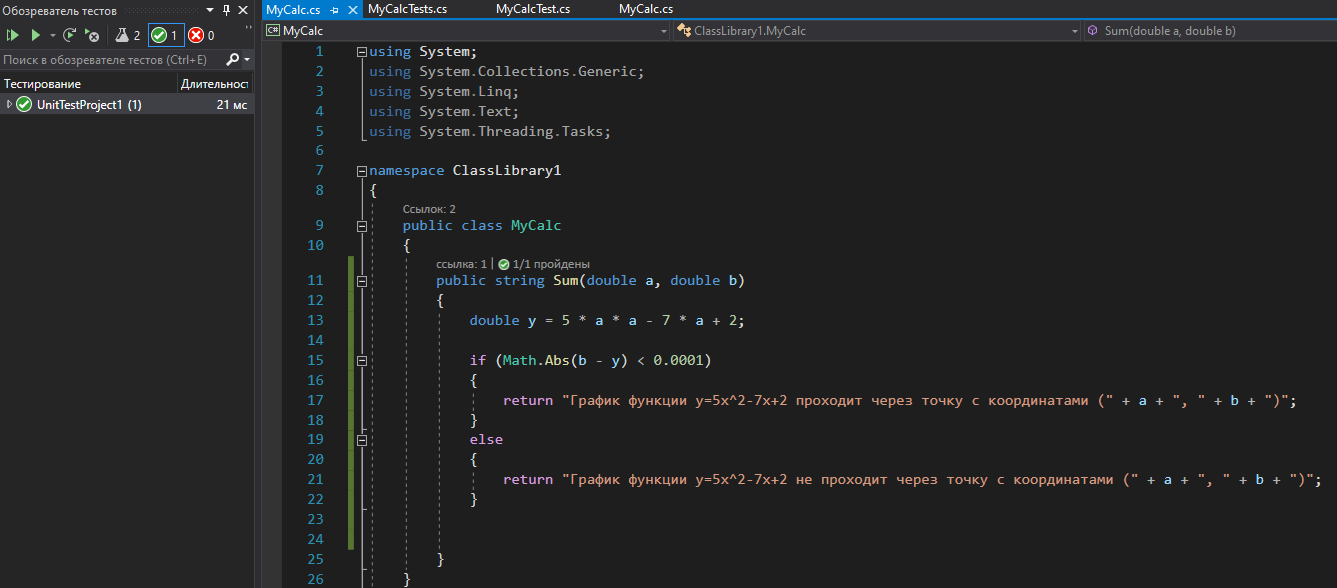 Обозреватель тестов
2 1 0
Поиск в обозревателе тестов (Ctrl+E)
Тестирование Длительност
UnitTestProject1 (1) 21 мс
MyCalc.cs MyCalcTests.cs MyCalcTest.cs MyCalc.cs
C# MyCalc ClassLibrary1.MyCalc Sum(double a, double b)
1 using System;
2 using System.Collections.Generic;
3 using System.Linq;
4 using System.Text;
5 using System.Threading.Tasks;
6
7 namespace ClassLibrary1
8 {
Ссылок: 2
9 public class MyCalc
10 {
ссылка: 1 | 1/1 пройдены
11 public string Sum(double a, double b)
12 {
13 double y = 5 * a * a - 7 * a + 2;
14
15 if (Math.Abs(b - y) < 0.0001)
16 {
17 return "График функции y=5x^2-7x+2 проходит через точку с координатами (" + a + ", " + b + ")";
18 }
19 else
20 {
21 return "График функции y=5x^2-7x+2 не проходит через точку с координатами (" + a + ", " + b + ")";
22 }
23
24
25 }
26 }